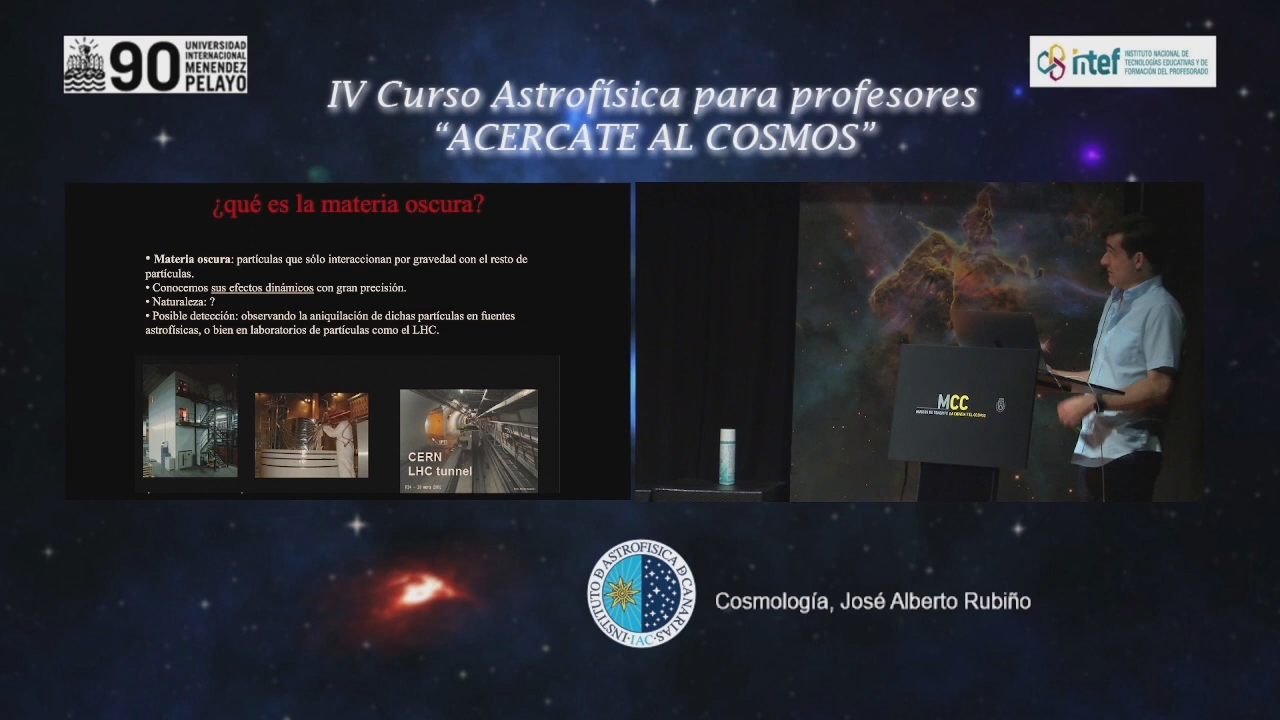 90
UNIVERSIDAD
INTERNACIONAL
MENENDEZ
PELAYO
intef
INSTITUTO NACIONAL DE
TECNOLOGÍAS EDUCATIVAS Y DE
FORMACIÓN DEL PROFESORADO
IV Curso Astrofísica para profesores
“ACERCATE AL COSMOS”
¿qué es la materia oscura?
• Materia oscura: partículas que sólo interaccionan por gravedad con el resto de
partículas.
• Conocemos sus efectos dinámicos con gran precisión.
• Naturaleza: ?
• Posible detección: observando la aniquilación de dichas partículas en fuentes
astrofísicas, o bien en laboratorios de partículas como el LHC.
CERN
LHC tunnel
MCC
INSTITUTO D ASTROFISICA D CANARIAS
·IAC·
Cosmología, José Alberto Rubiño